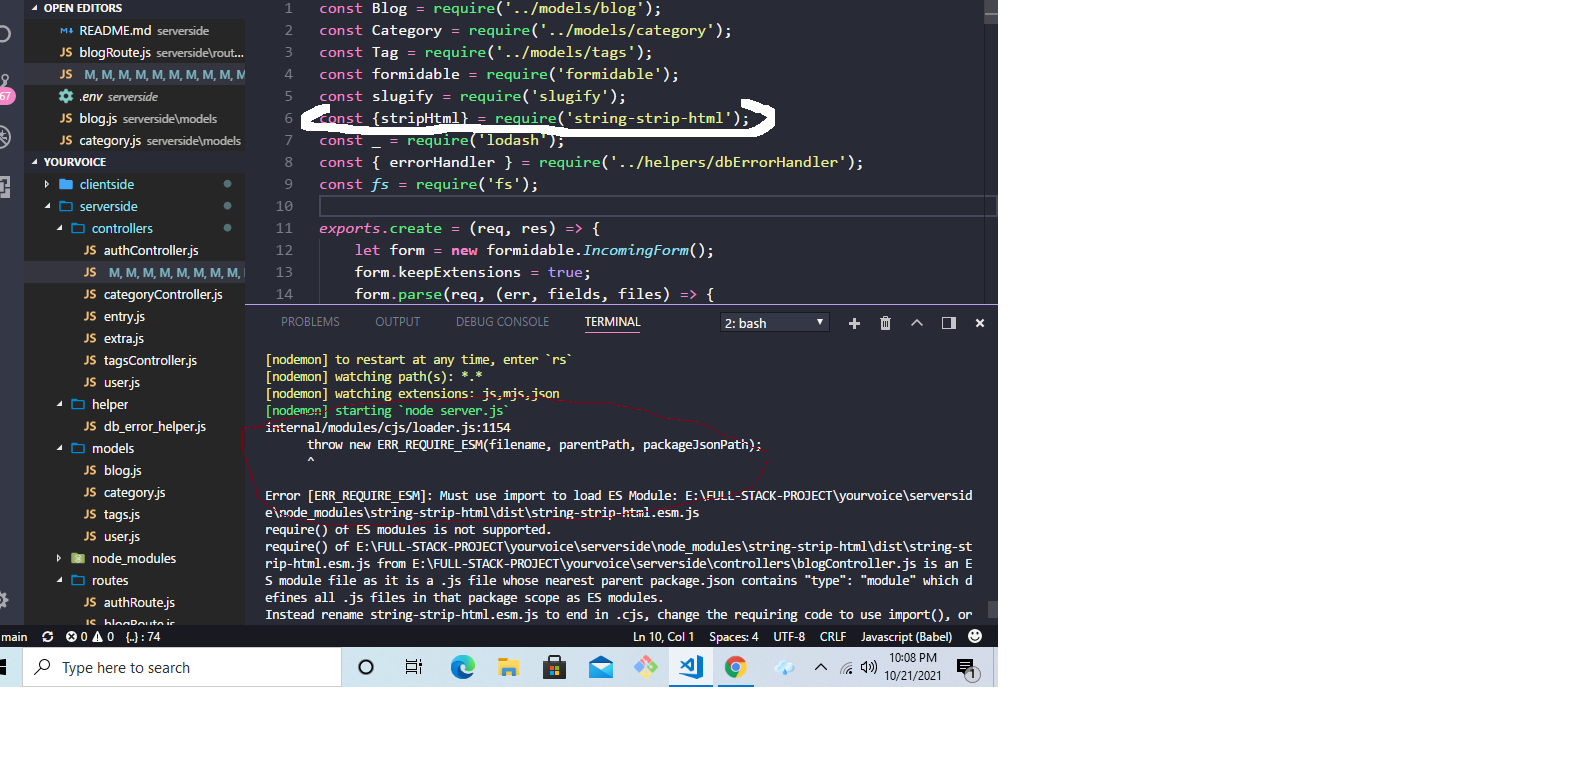 OPEN EDITORS
README.md serverside
JS blogRoute.js serverside\rout...
JS M, M, M, M, M, M, M, M, M, M
67
.env serverside
JS blog.js serverside\models
JS category.js serverside\models
YOURVOICE
clientside
serverside
controllers
JS authController.js
JS M, M, M, M, M, M, M, M,
JS categoryController.js
JS entry.js
JS extra.js
JS tagsController.js
JS user.js
helper
JS db_error_helper.js
models
JS blog.js
JS category.js
JS tags.js
JS user.js
node_modules
routes
JS authRoute.js
JS blogRoute.js
1 const Blog = require('../models/blog');
2 const Category = require('../models/category');
3 const Tag = require('../models/tags');
4 const formidable = require('formidable');
5 const slugify = require('slugify');
6 const {stripHtml} = require('string-strip-html');
7 const _ = require('lodash');
8 const { errorHandler } = require('../helpers/dbErrorHandler');
9 const fs = require('fs');
10
11 exports.create = (req, res) => {
12 let form = new formidable.IncomingForm();
13 form.keepExtensions = true;
14 form.parse(req, (err, fields, files) => {
PROBLEMS OUTPUT DEBUG CONSOLE TERMINAL 2: bash
[nodemon] to restart at any time, enter `rs`
[nodemon] watching path(s): *.*
[nodemon] watching extensions: js,mjs,json
[nodemon] starting `node server.js`
internal/modules/cjs/loader.js:1154
throw new ERR_REQUIRE_ESM(filename, parentPath, packageJsonPath);
^
Error [ERR_REQUIRE_ESM]: Must use import to load ES Module: E:\FULL-STACK-PROJECT\yourvoice\serversid
e\node_modules\string-strip-html\dist\string-strip-html.esm.js
require() of ES modules is not supported.
require() of E:\FULL-STACK-PROJECT\yourvoice\serverside\node_modules\string-strip-html\dist\string-st
rip-html.esm.js from E:\FULL-STACK-PROJECT\yourvoice\serverside\controllers\blogController.js is an E
S module file as it is a .js file whose nearest parent package.json contains "type": "module" which d
efines all .js files in that package scope as ES modules.
Instead rename string-strip-html.esm.js to end in .cjs, change the requiring code to use import(), or
main 0 0 {..} : 74 Ln 10, Col 1 Spaces: 4 UTF-8 CRLF Javascript (Babel)
Type here to search
10:08 PM
10/21/2021
1